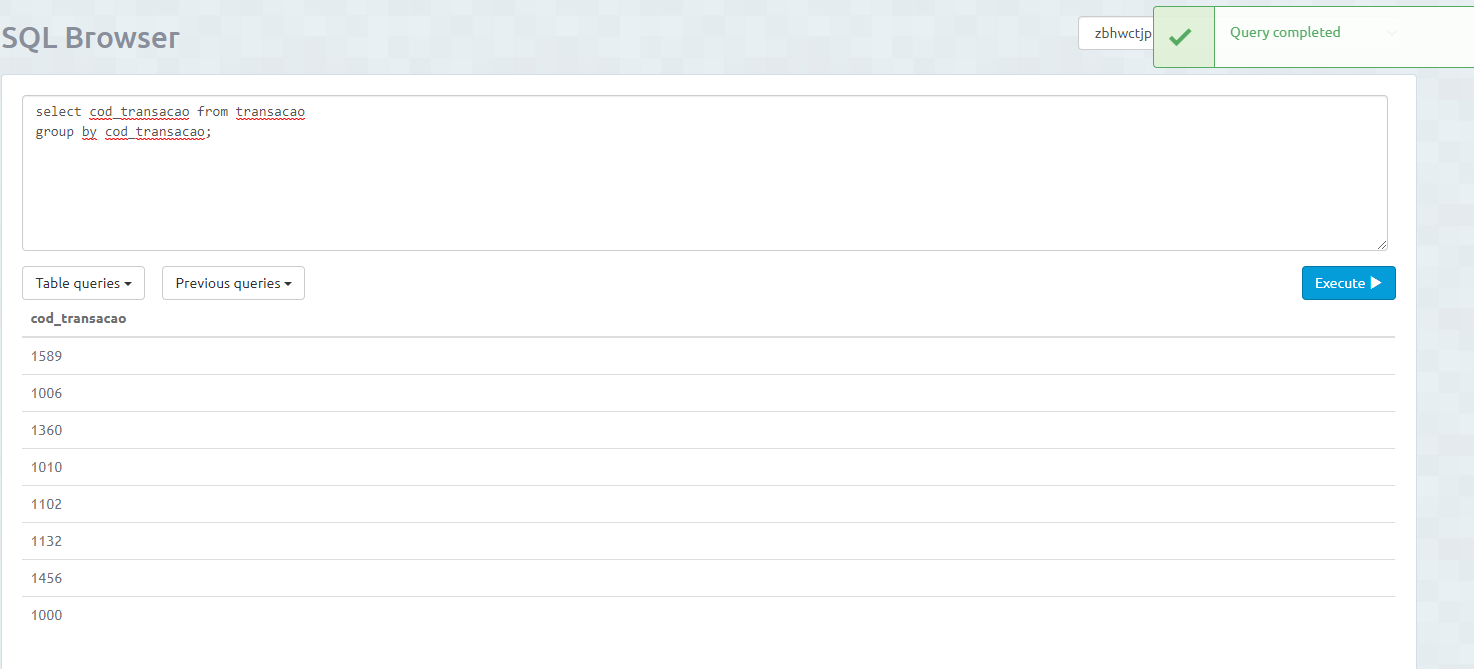 SQL Browser
zbhwctjp
Query completed
select cod_transacao from transacao
group by cod_transacao;
Table queries
Previous queries
Execute
cod_transacao
1589
1006
1360
1010
1102
1132
1456
1000